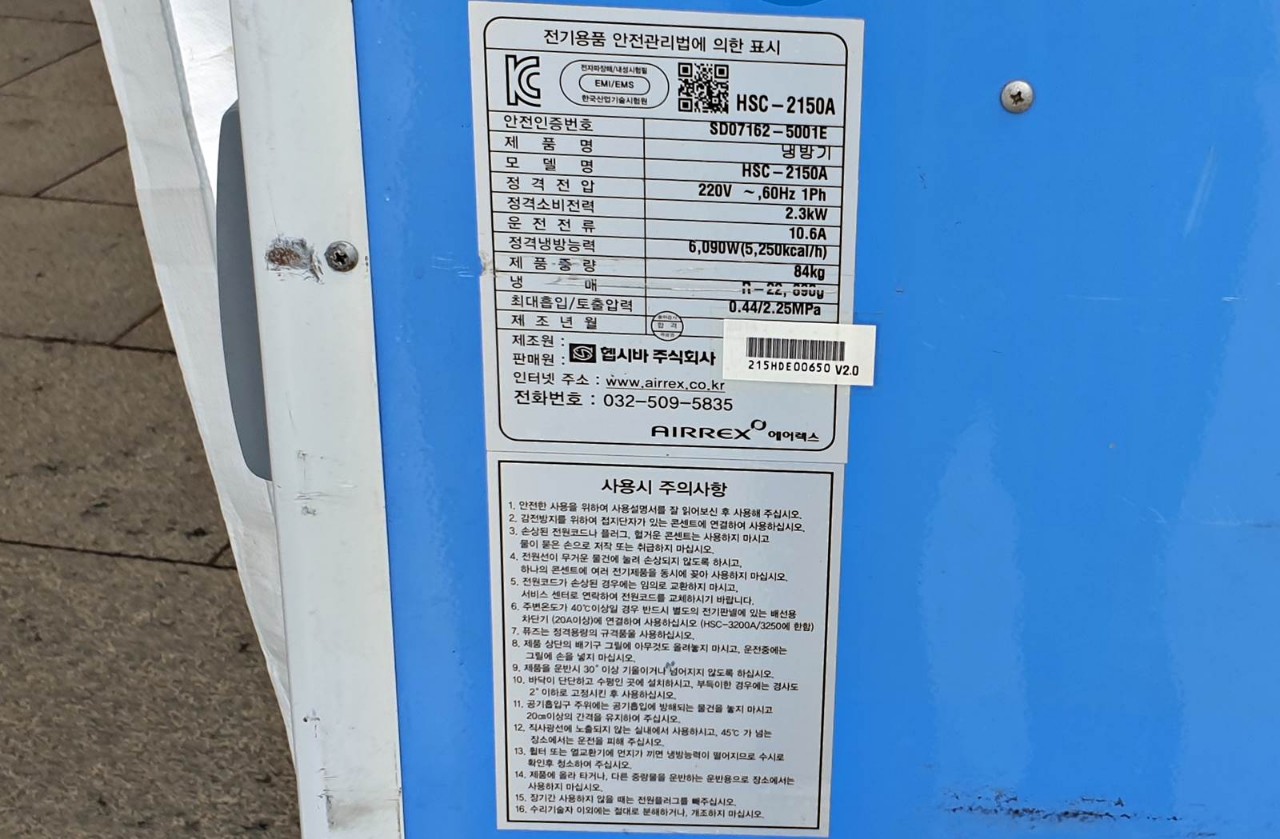 전기용품 안전관리법에 의한 표시
전자파장해/내성시험필
EMI/EMS
한국산업기술시험원
HSC-2150A
안전인증번호 SD07162-5001E
제 품 명 냉방기
모 델 명 HSC-2150A
정 격 전 압 220V ~,60Hz 1Ph
정격소비전력 2.3kW
운 전 전 류 10.6A
정격냉방능력 6,090W(5,250kcal/h)
제 품 중 량 84kg
냉 매 R-22, 890g
최대흡입/토출압력 0.44/2.25MPa
제 조 년 월
합 격
제조원 :
판매원 : 헵시바 주식회사
215HDE00650 V2.0
인터넷 주소 : www.airrex.co.kr
전화번호 : 032-509-5835
AIRREX 에어렉스
사용시 주의사항
1. 안전한 사용을 위하여 사용설명서를 잘 읽어보신 후 사용해 주십시오.
2. 감전방지를 위하여 접지단자가 있는 콘센트에 연결하여 사용하십시오.
3. 손상된 전원코드나 플러그, 헐거운 콘센트는 사용하지 마시고
물이 묻은 손으로 저작 또는 취급하지 마십시오.
4. 전원선이 무거운 물건에 눌려 손상되지 않도록 하시고,
하나의 콘센트에 여러 전기제품을 동시에 꽂아 사용하지 마십시오.
5. 전원코드가 손상된 경우에는 임의로 교환하지 마시고,
서비스 센터로 연락하여 전원코드를 교체하시기 바랍니다.
6. 주변온도가 40℃이상일 경우 반드시 별도의 전기판넬에 있는 배선용
차단기 (20A이상)에 연결하여 사용하십시오 (HSC-3200A/3250에 한함)
7. 퓨즈는 정격용량의 규격품을 사용하십시오.
8. 제품 상단의 배기구 그릴에 아무것도 올려놓지 마시고, 운전중에는
그릴에 손을 넣지 마십시오.
9. 제품을 운반시 30° 이상 기울이거나 넘어지지 않도록 하십시오.
10. 바닥이 단단하고 수평인 곳에 설치하시고, 부득이한 경우에는 경사도
2° 이하로 고정시킨 후 사용하십시오.
11. 공기흡입구 주위에는 공기흡입에 방해되는 물건을 놓지 마시고
20㎝이상의 간격을 유지하여 주십시오.
12. 직사광선에 노출되지 않는 실내에서 사용하시고, 45℃ 가 넘는
장소에서는 운전을 피해 주십시오.
13. 휠터 또는 열교환기에 먼지가 끼면 냉방능력이 떨어지므로 수시로
확인후 청소하여 주십시오.
14. 제품에 올라 타거나, 다른 중량물을 운반하는 운반용으로 장소에서는
사용하지 마십시오.
15. 장기간 사용하지 않을 때는 전원플러그를 빼주십시오.
16. 수리기술자 이외에는 절대로 분해하거나, 개조하지 마십시오.